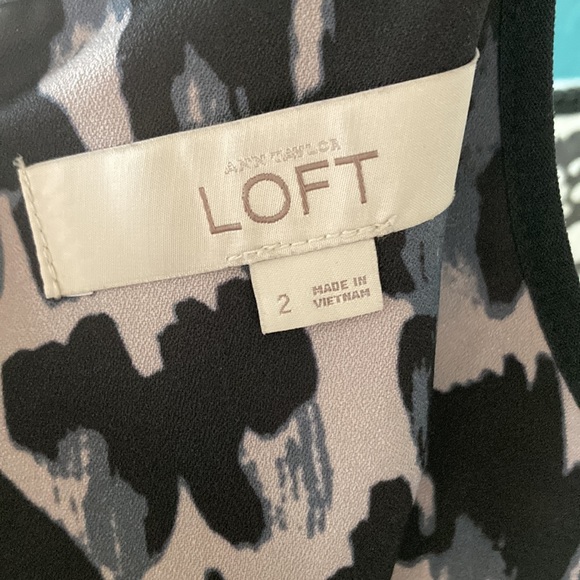 ANN TAYLOR
LOFT
2
MADE IN
VIETNAM